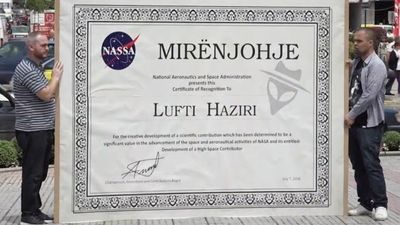 NASSA
MIRËNJOHJE
National Aeronautics and Space Administration
presents this
Certificate of Recognition To
LUFTI HAZIRI
For the creative development of a scientific contribution which has been determined to be a
significant value in the advancement of the space and aeronautical activities of NASA and its entitled
Development of a High Space Contributor